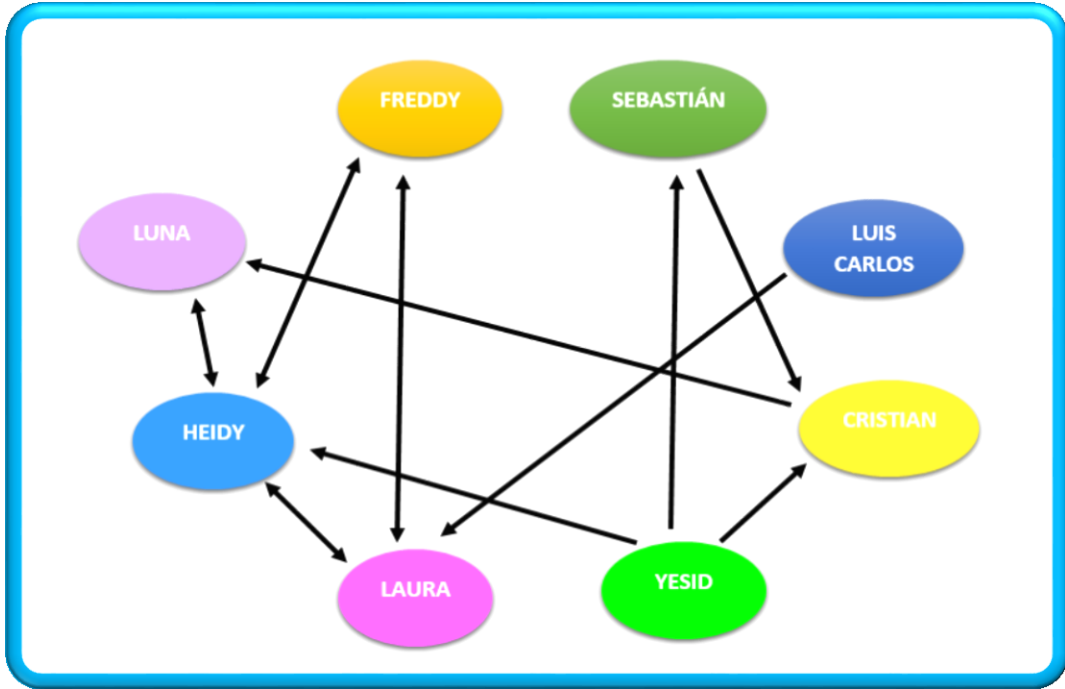 FREDDY
SEBASTIÁN
LUNA
LUIS
CARLOS
HEIDY
CRISTIAN
LAURA
YESID